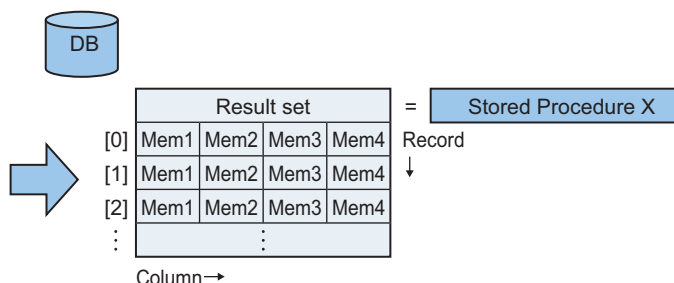 DB
Result set = Stored Procedure X
[0] Mem1 Mem2 Mem3 Mem4 Record
[1] Mem1 Mem2 Mem3 Mem4 ↓
[2] Mem1 Mem2 Mem3 Mem4
⋮ ⋮
Column→